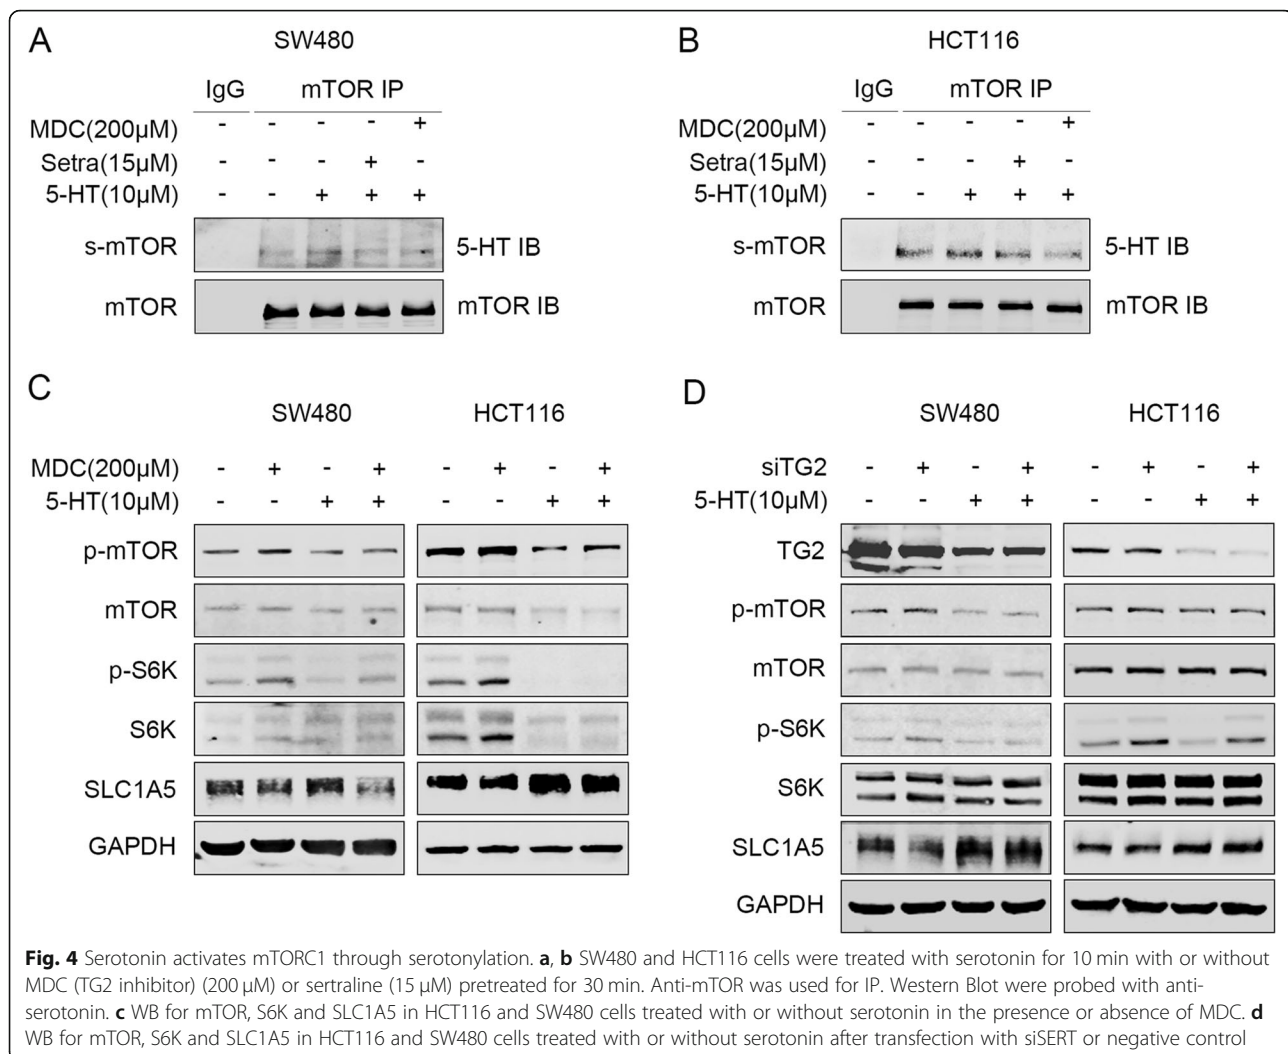 A
SW480
IgG mTOR IP
MDC(200µM) - - - - +
Setra(15µM) - - - + -
5-HT(10µM) - - + + +
s-mTOR 5-HT IB
mTOR mTOR IB
B
HCT116
IgG mTOR IP
MDC(200µM) - - - - +
Setra(15µM) - - - + -
5-HT(10µM) - - + + +
s-mTOR 5-HT IB
mTOR mTOR IB
C
SW480 HCT116
MDC(200µM) - + - + - + - +
5-HT(10µM) - - + + - - + +
p-mTOR
mTOR
p-S6K
S6K
SLC1A5
GAPDH
D
SW480 HCT116
siTG2 - + - + - + - +
5-HT(10µM) - - + + - - + +
TG2
p-mTOR
mTOR
p-S6K
S6K
SLC1A5
GAPDH
Fig. 4 Serotonin activates mTORC1 through serotonylation. a, b SW480 and HCT116 cells were treated with serotonin for 10 min with or without
MDC (TG2 inhibitor) (200 µM) or sertraline (15 µM) pretreated for 30 min. Anti-mTOR was used for IP. Western Blot were probed with anti-
serotonin. c WB for mTOR, S6K and SLC1A5 in HCT116 and SW480 cells treated with or without serotonin in the presence or absence of MDC. d
WB for mTOR, S6K and SLC1A5 in HCT116 and SW480 cells treated with or without serotonin after transfection with siSERT or negative control